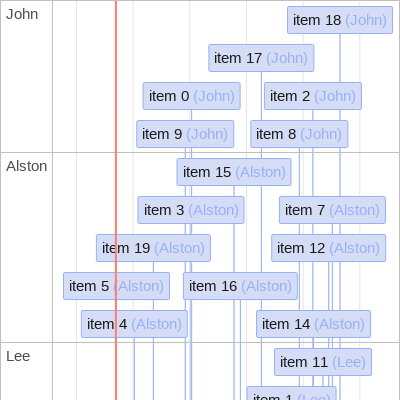 John
item 18 (John)
item 17 (John)
item 0 (John)
item 2 (John)
item 9 (John)
item 8 (John)
Alston
item 15 (Alston)
item 3 (Alston)
item 7 (Alston)
item 19 (Alston)
item 12 (Alston)
item 5 (Alston)
item 16 (Alston)
item 4 (Alston)
item 14 (Alston)
Lee
item 11 (Lee)
item 1 (Lee)